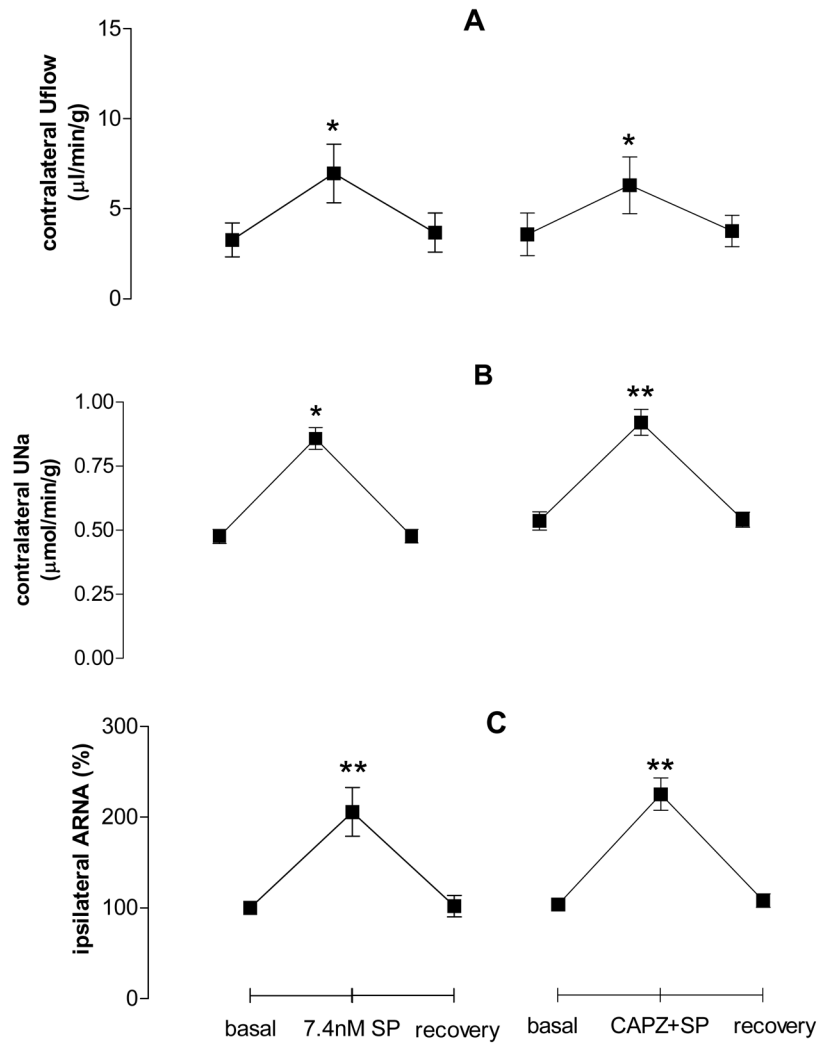 A
contralateral Uflow
(μl/min/g)
15
10
5
0
*
*
B
contralateral UNa
(μmol/min/g)
1.00
0.75
0.50
0.25
0.00
*
**
C
ipsilateral ARNA (%)
300
200
100
0
**
**
basal 7.4nM SP recovery basal CAPZ+SP recovery